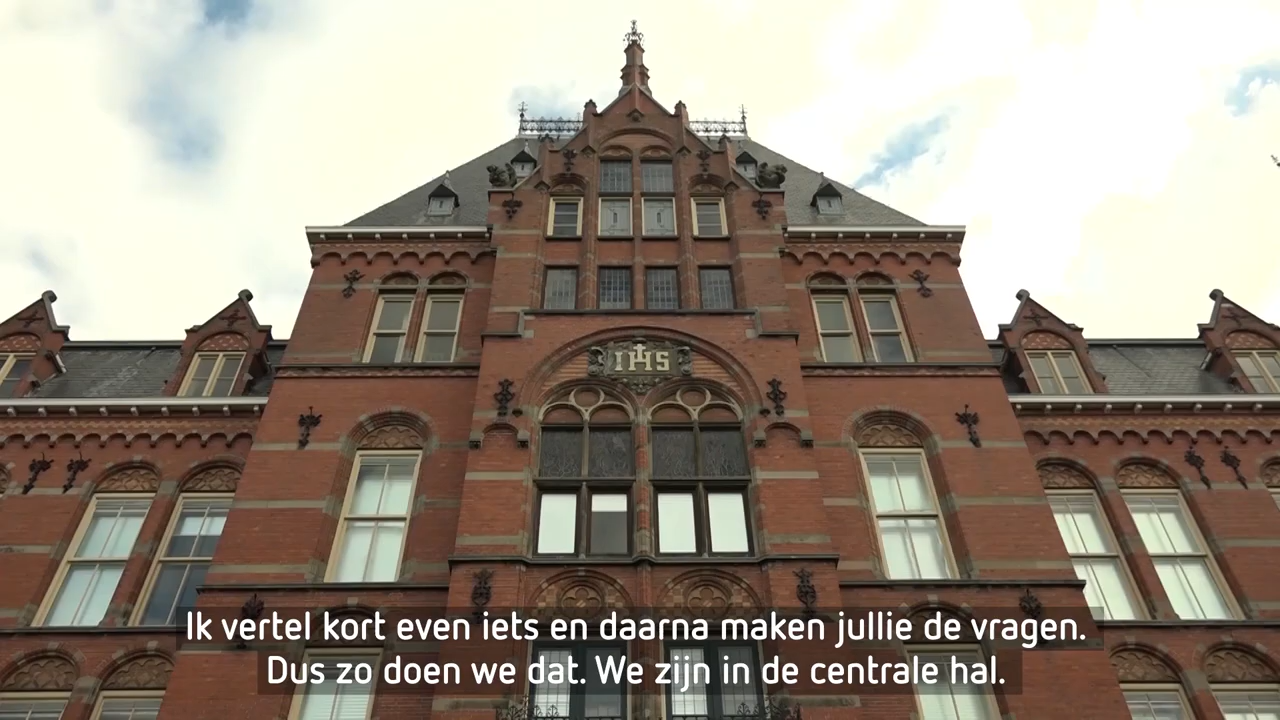 IHS
Ik vertel kort even iets en daarna maken jullie de vragen.
Dus zo doen we dat. We zijn in de centrale hal.